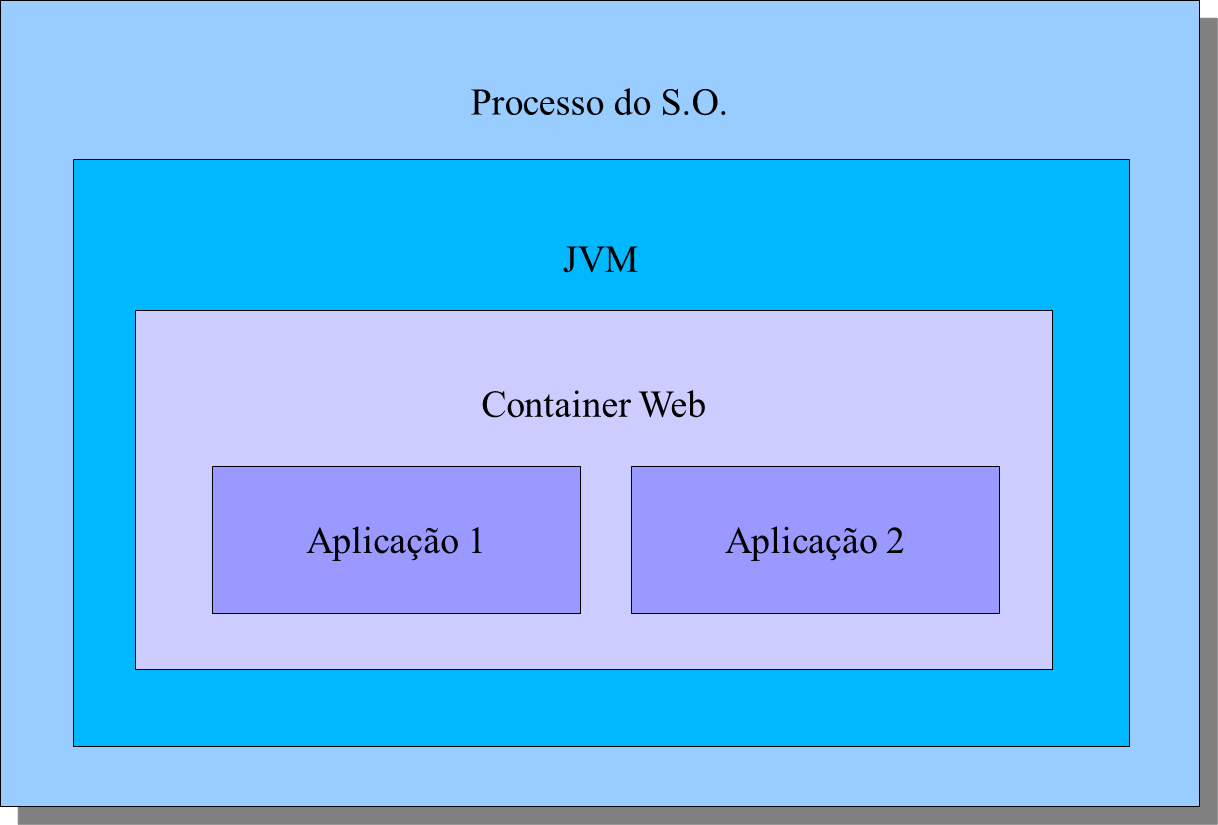 Processo do S.O.
JVM
Container Web
Aplicação 1
Aplicação 2